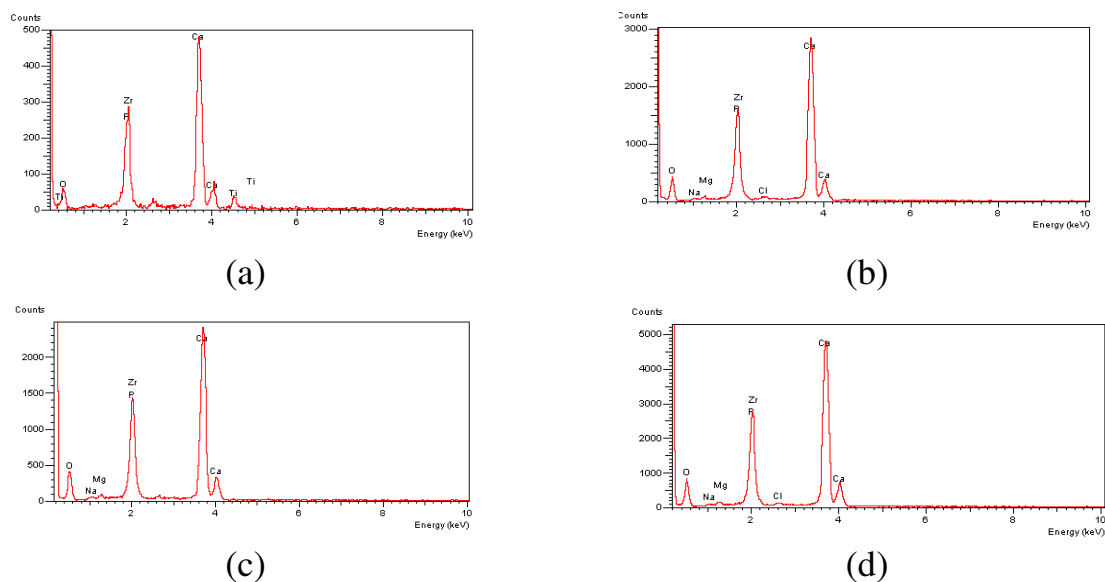 Counts
500
400
300
200
100
0
Ca
Zr
P
O
Ti
Ca
Ti
Ti
2
4
6
8
10
Energy (keV)
(a)
Counts
3000
2000
1000
0
Ca
Zr
P
O
Na
Mg
Cl
Ca
2
4
6
8
10
Energy (keV)
(b)
Counts
2000
1500
1000
500
0
Ca
Zr
P
O
Na
Mg
Ca
2
4
6
8
10
Energy (keV)
(c)
Counts
5000
4000
3000
2000
1000
0
Ca
Zr
P
O
Na
Mg
Cl
Ca
2
4
6
8
10
Energy (keV)
(d)